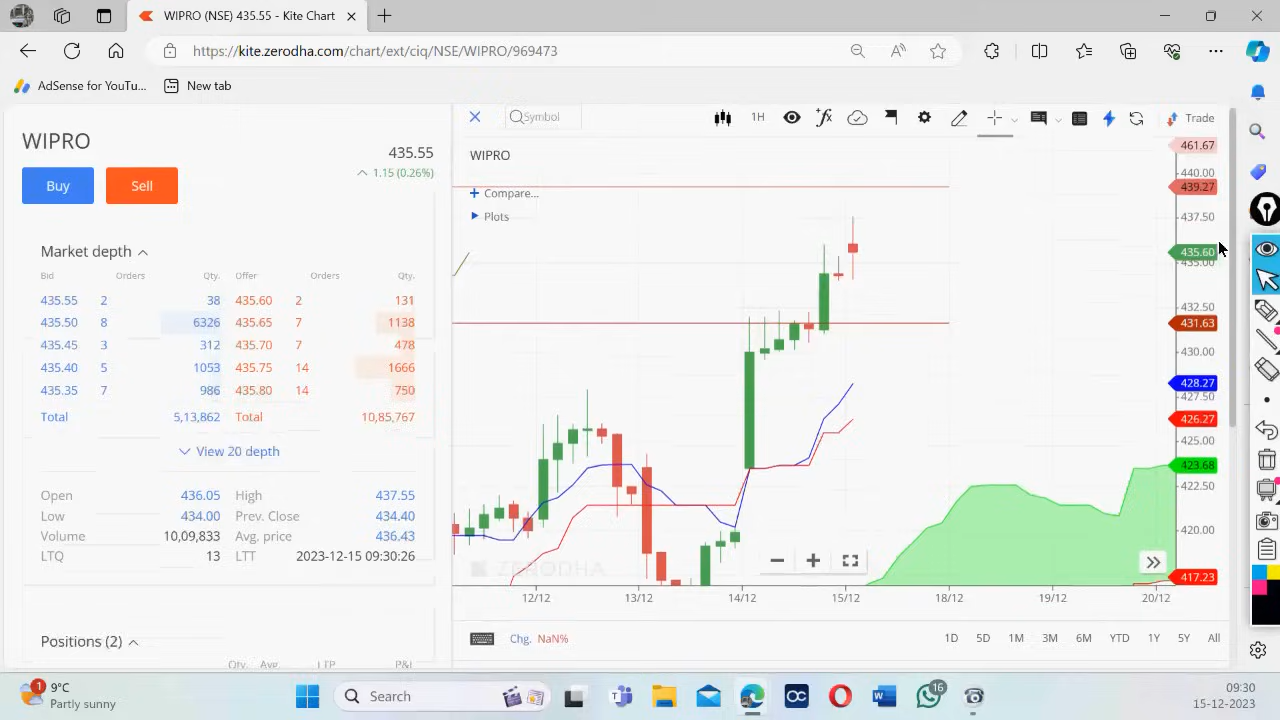 WIPRO (NSE) 435.55 - Kite Chart
https://kite.zerodha.com/chart/ext/ciq/NSE/WIPRO/969473
AdSense for YouTu...
New tab
WIPRO
435.55
1.15 (0.26%)
Buy
Sell
Market depth
Bid Orders Qty. Offer Orders Qty.
435.55 2 38 435.60 2 131
435.50 8 6326 435.65 7 1138
435.45 3 312 435.70 7 478
435.40 5 1053 435.75 14 1666
435.35 7 986 435.80 14 750
Total 5,13,862 Total 10,85,767
View 20 depth
Open 436.05 High 437.55
Low 434.00 Prev. Close 434.40
Volume 10,09,833 Avg. price 436.43
LTQ 13 LTT 2023-12-15 09:30:26
Positions (2)
Qty. Avg. LTP P&L
Symbol
1H
Trade
WIPRO
Compare...
Plots
461.67
440.00
439.27
437.50
435.60
435.00
432.50
431.63
430.00
428.27
427.50
426.27
425.00
423.68
422.50
420.00
417.23
ZERODHA
12/12 13/12 14/12 15/12 18/12 19/12 20/12
Chg. NaN%
1D 5D 1M 3M 6M YTD 1Y 5Y All
1
9°C
Partly sunny
Search
16
09:30
15-12-2023